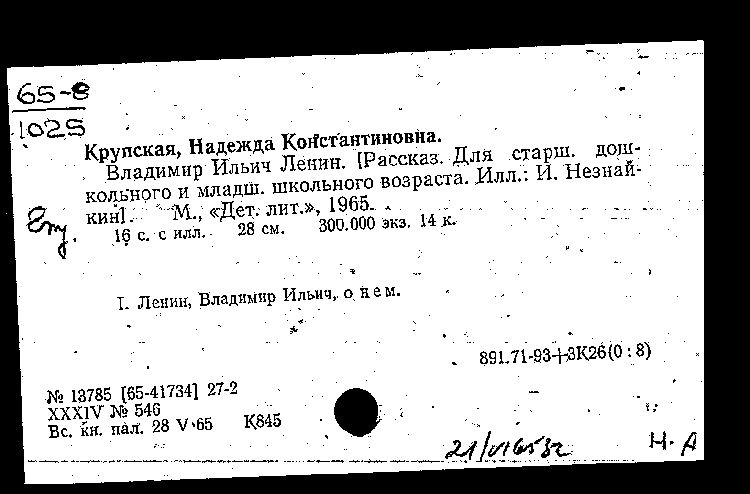 65-8
1025
Крупская, Надежда Константиновна.
Владимир Ильич Ленин. [Рассказ. Для старш. дош-
кольного и младш. школьного возраста. Илл.: И. Незнай-
кин]. М., «Дет. лит.», 1965.
16 с. с илл. 28 см. 300.000 экз. 14 к.
I. Ленин, Владимир Ильич, о нем.
891.71-93+3К26(0 : 8)
№ 13785 [65-41734] 27-2
XXXIV № 546
Вс. кн. пал. 28 V 65 К845
Н. А